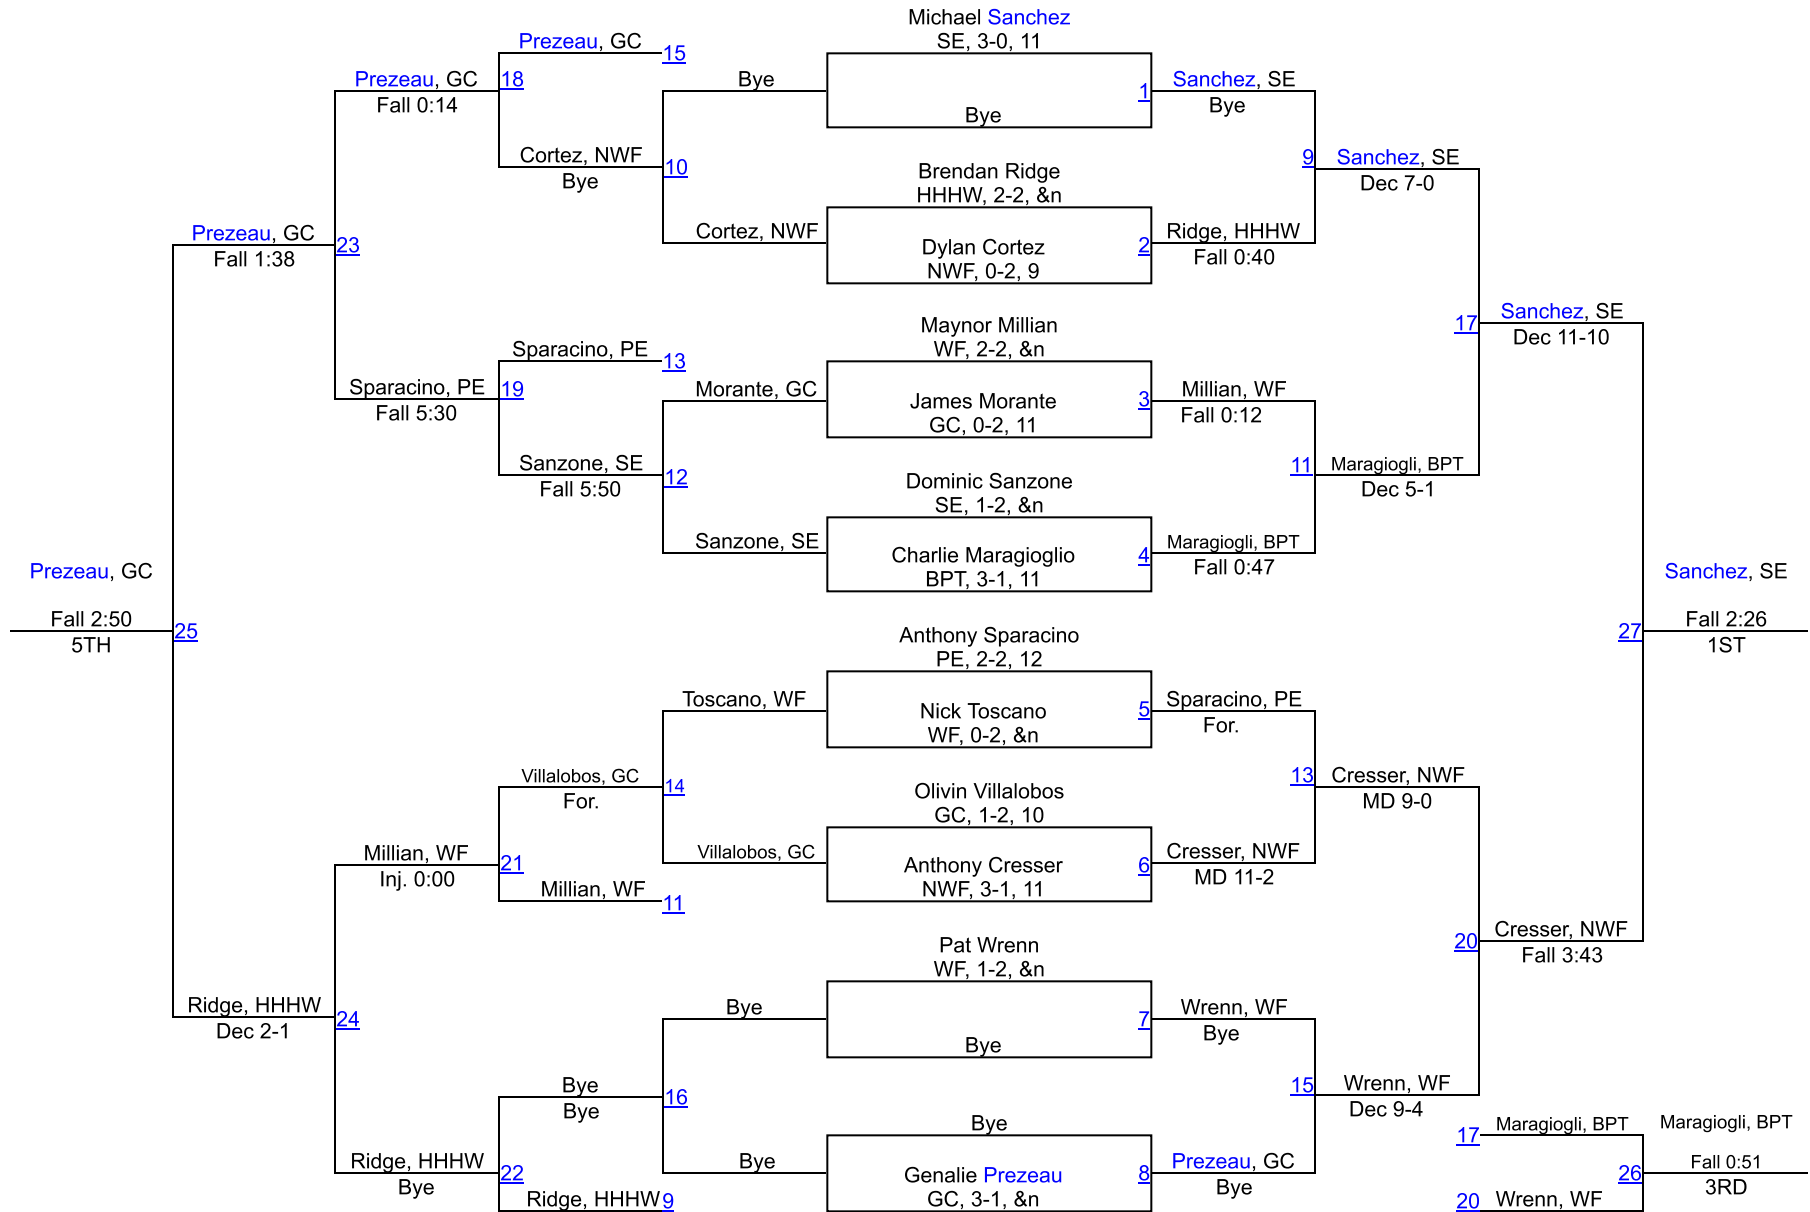 Michael Sanchez
SE, 3-0, 11
Bye
Brendan Ridge
HHHW, 2-2, &n
Dylan Cortez
NWF, 0-2, 9
Maynor Millian
WF, 2-2, &n
James Morante
GC, 0-2, 11
Dominic Sanzone
SE, 1-2, &n
Charlie Maragioglio
BPT, 3-1, 11
Anthony Sparacino
PE, 2-2, 12
Nick Toscano
WF, 0-2, &n
Olivin Villalobos
GC, 1-2, 10
Anthony Cresser
NWF, 3-1, 11
Pat Wrenn
WF, 1-2, &n
Bye
Bye
Genalie Prezeau
GC, 3-1, &n
1
Sanchez, SE
Bye
2
Ridge, HHHW
Fall 0:40
3
Millian, WF
Fall 0:12
4
Maragiogli, BPT
Fall 0:47
5
Sparacino, PE
For.
6
Cresser, NWF
MD 11-2
7
Wrenn, WF
Bye
8
Prezeau, GC
Bye
9
Sanchez, SE
Dec 7-0
11
Maragiogli, BPT
Dec 5-1
13
Cresser, NWF
MD 9-0
15
Wrenn, WF
Dec 9-4
17
Sanchez, SE
Dec 11-10
20
Cresser, NWF
Fall 3:43
27
Sanchez, SE
Fall 2:26
1ST
17
Maragiogli, BPT
20
Wrenn, WF
26
Maragiogli, BPT
Fall 0:51
3RD
Bye
Cortez, NWF
10
Morante, GC
Sanzone, SE
12
Toscano, WF
Villalobos, GC
14
Bye
Bye
16
Prezeau, GC
15
Cortez, NWF
Bye
18
Sparacino, PE
13
Sanzone, SE
Fall 5:50
19
Villalobos, GC
For.
Millian, WF
11
21
Bye
Bye
Ridge, HHHW
9
22
Prezeau, GC
Fall 0:14
Sparacino, PE
Fall 5:30
23
Millian, WF
Inj. 0:00
Ridge, HHHW
Bye
24
Prezeau, GC
Fall 1:38
Ridge, HHHW
Dec 2-1
25
Prezeau, GC
Fall 2:50
5TH